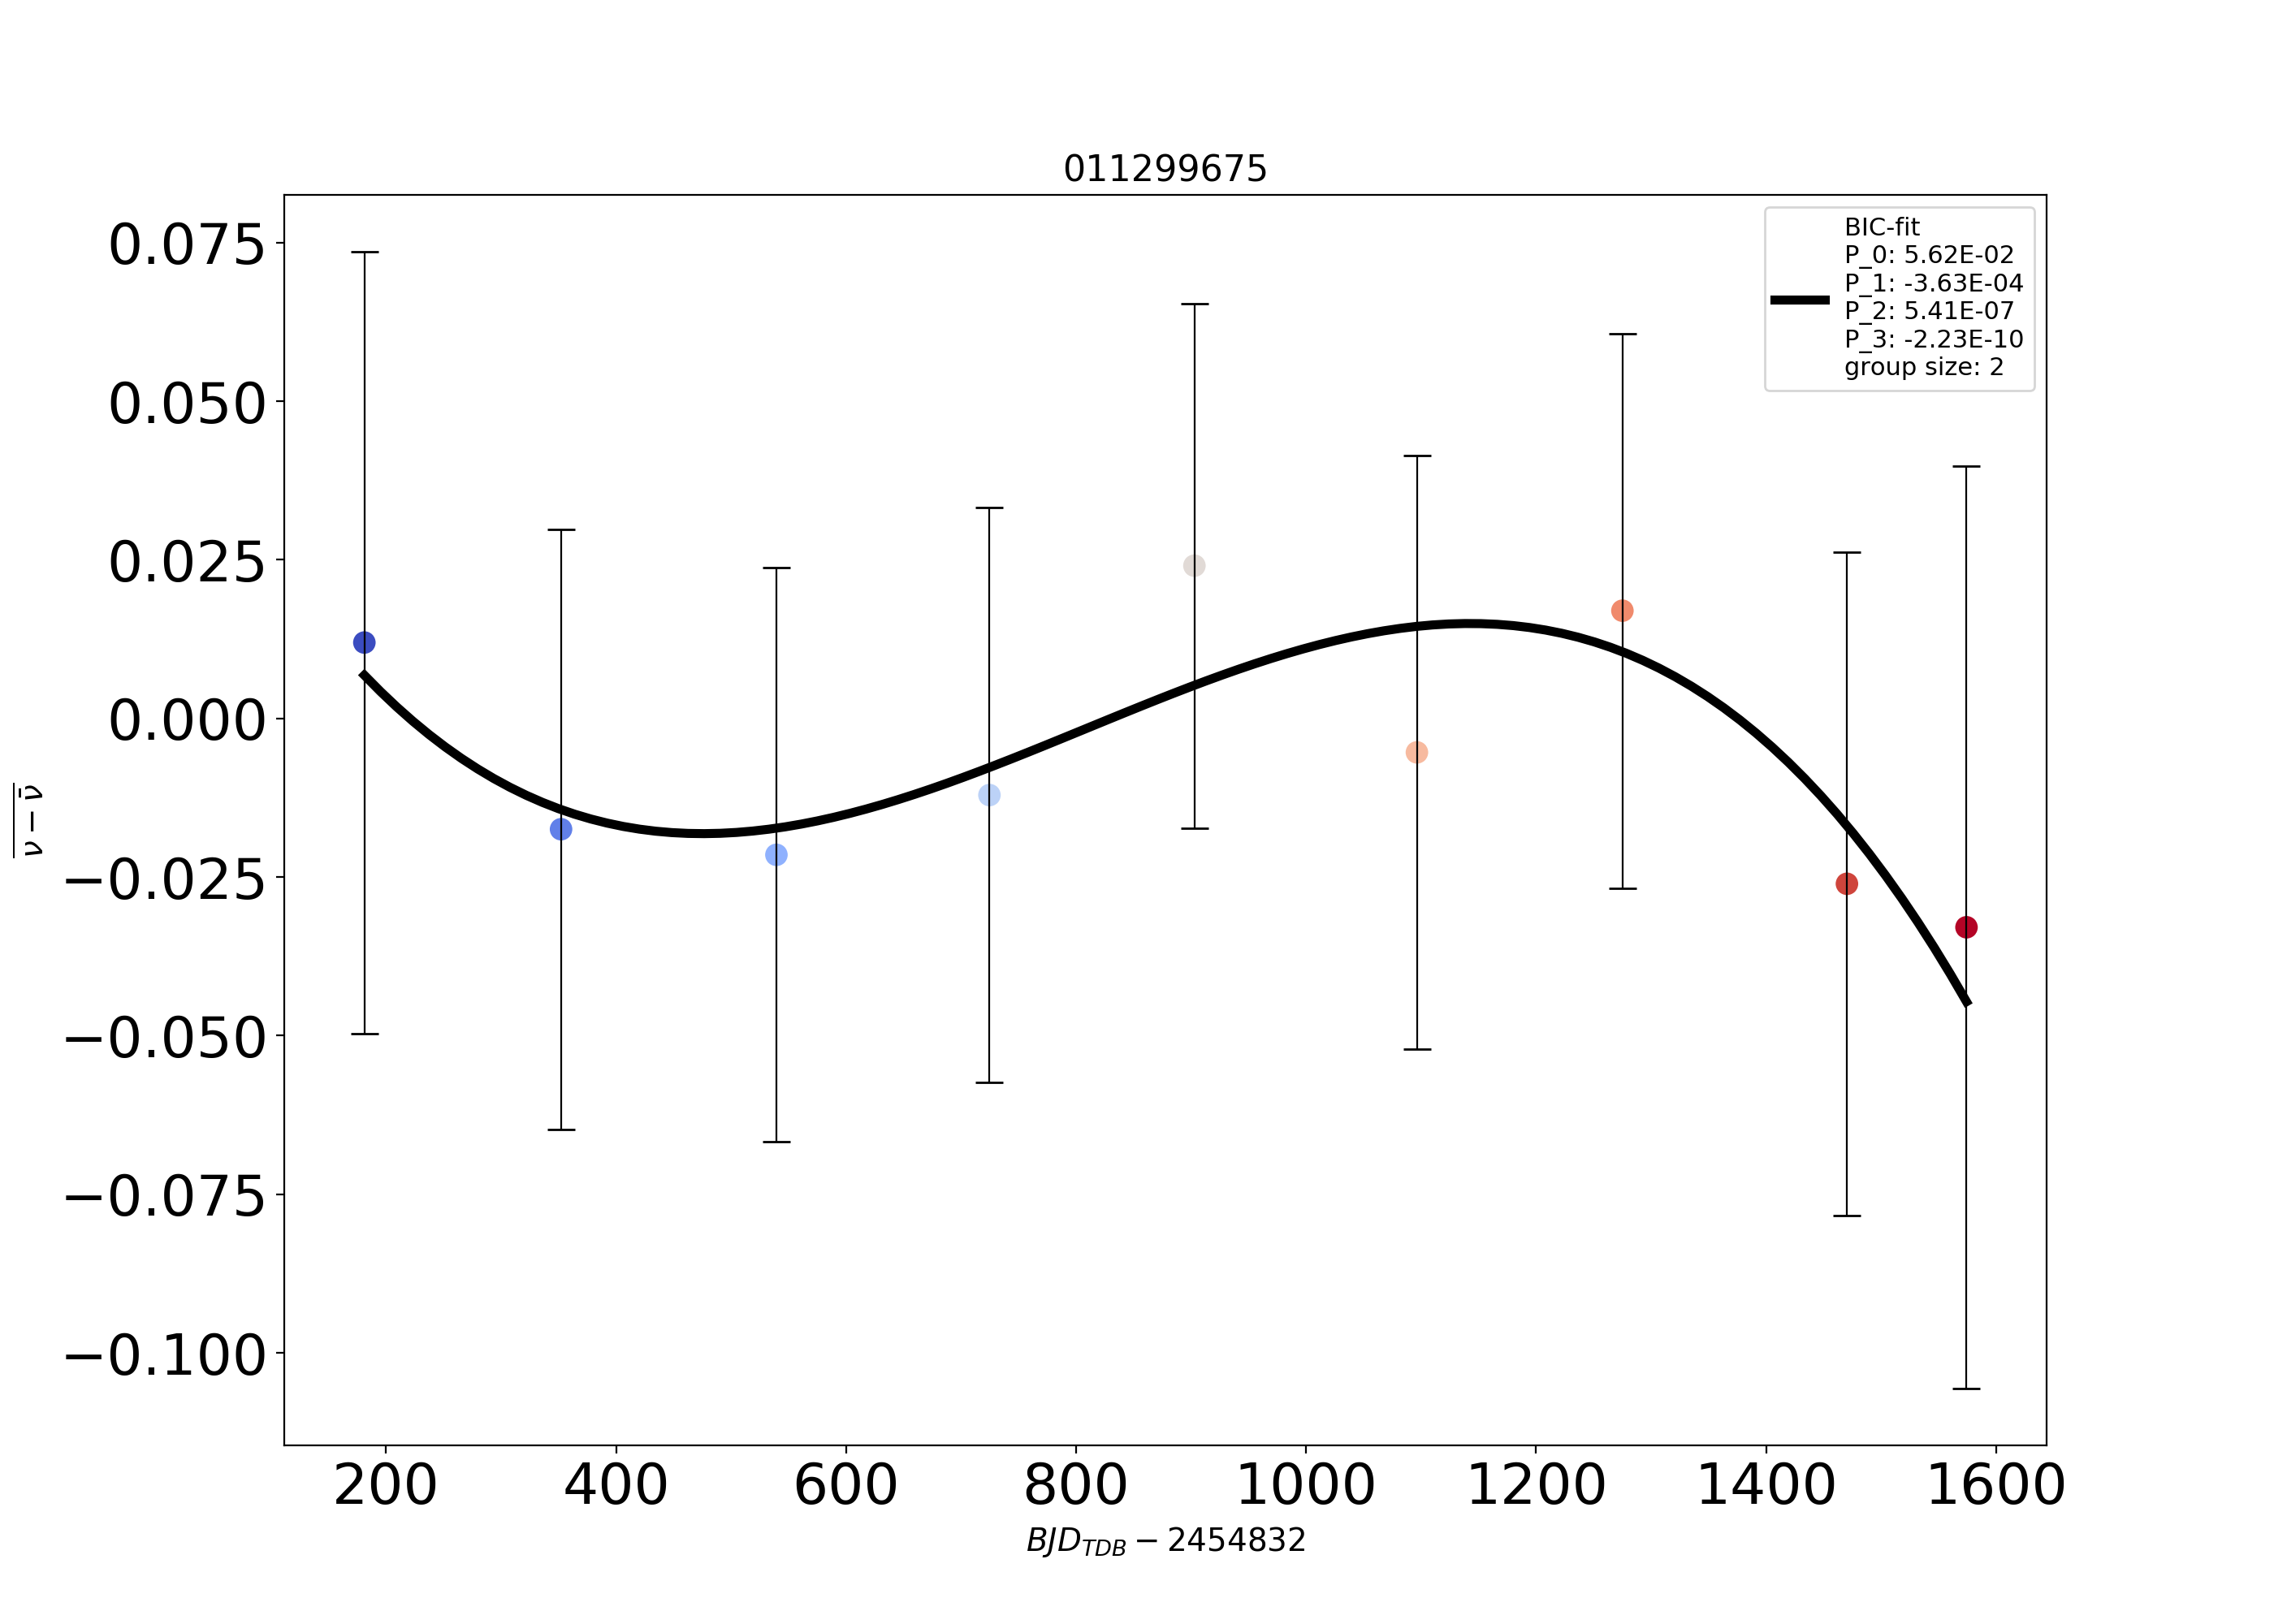 011299675
BIC-fit
P_0: 5.62E-02
P_1: -3.63E-04
P_2: 5.41E-07
P_3: -2.23E-10
group size: 2
0.075
0.050
0.025
0.000
−0.025
−0.050
−0.075
−0.100
ν − ν̄
200 400 600 800 1000 1200 1400 1600
BJD_TDB − 2454832